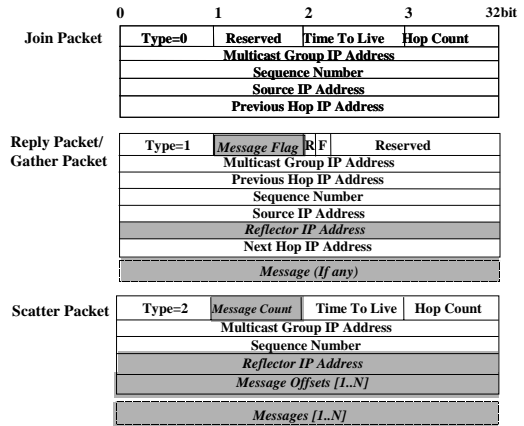 0 1 2 3 32bit
Join Packet Type=0 Reserved Time To Live Hop Count
Multicast Group IP Address
Sequence Number
Source IP Address
Previous Hop IP Address
Reply Packet/ Type=1 Message Flag R F Reserved
Gather Packet Multicast Group IP Address
Previous Hop IP Address
Sequence Number
Source IP Address
Reflector IP Address
Next Hop IP Address
Message (If any)
Scatter Packet Type=2 Message Count Time To Live Hop Count
Multicast Group IP Address
Sequence Number
Reflector IP Address
Message Offsets [1..N]
Messages [1..N]